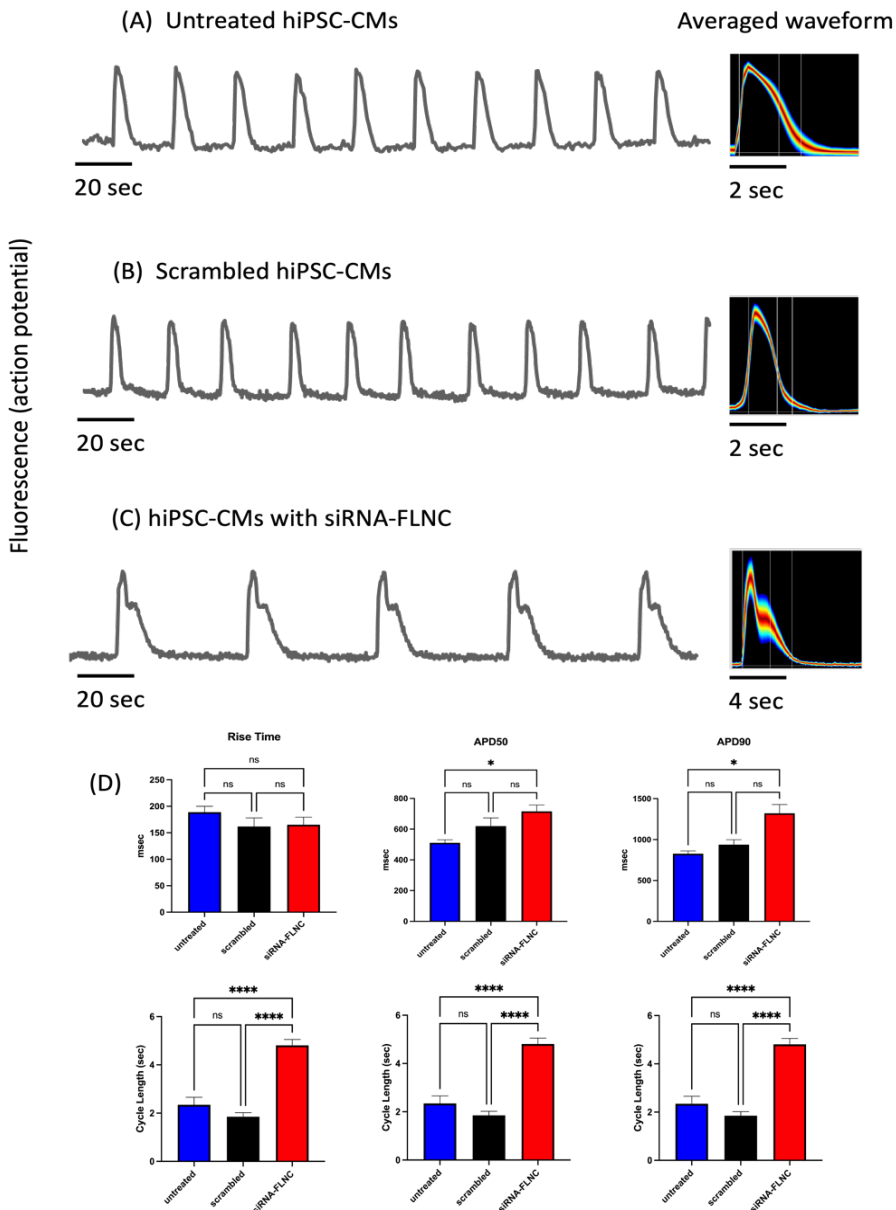 (A) Untreated hiPSC-CMs
Averaged waveform
20 sec
2 sec
Fluorescence (action potential)
(B) Scrambled hiPSC-CMs
20 sec
2 sec
(C) hiPSC-CMs with siRNA-FLNC
20 sec
4 sec
(D)
Rise Time
ns
ns
ns
250
200
150
100
50
0
msec
untreated
scrambled
siRNA-FLNC
APD50
*
ns
ns
800
600
400
200
0
msec
untreated
scrambled
siRNA-FLNC
APD90
*
ns
ns
1500
1000
500
0
msec
untreated
scrambled
siRNA-FLNC
****
ns
****
6
4
2
0
Cycle Length (sec)
untreated
scrambled
siRNA-FLNC
****
ns
****
6
4
2
0
Cycle Length (sec)
untreated
scrambled
siRNA-FLNC
****
ns
****
6
4
2
0
Cycle Length (sec)
untreated
scrambled
siRNA-FLNC